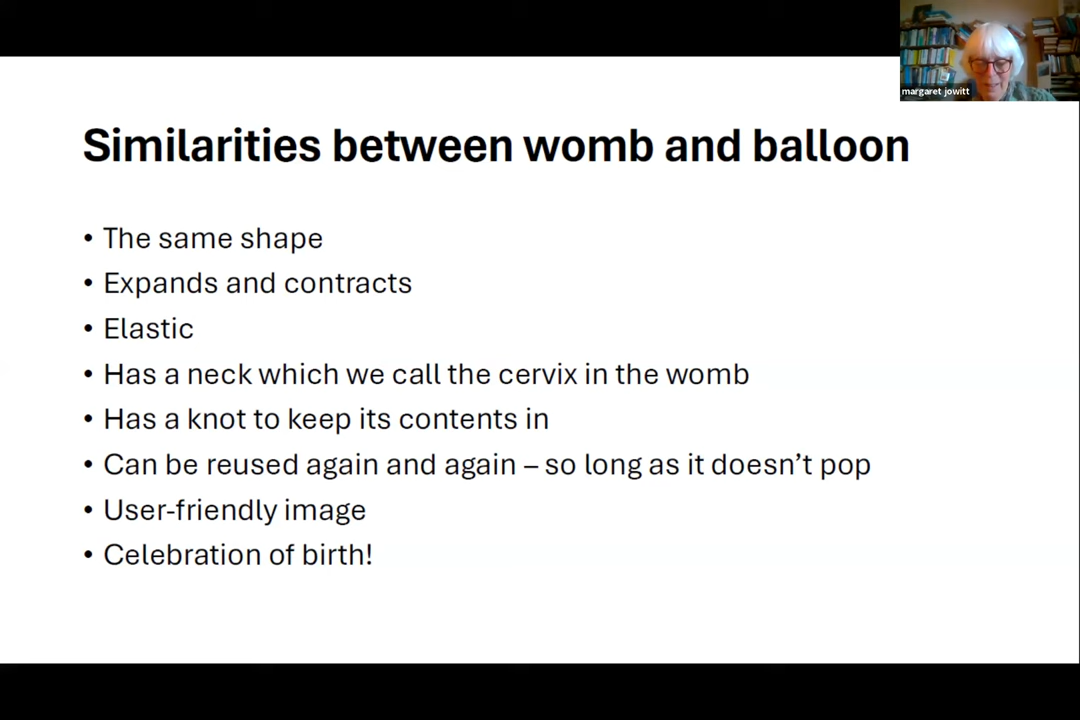 margaret jowitt
Similarities between womb and balloon
• The same shape
• Expands and contracts
• Elastic
• Has a neck which we call the cervix in the womb
• Has a knot to keep its contents in
• Can be reused again and again – so long as it doesn’t pop
• User-friendly image
• Celebration of birth!